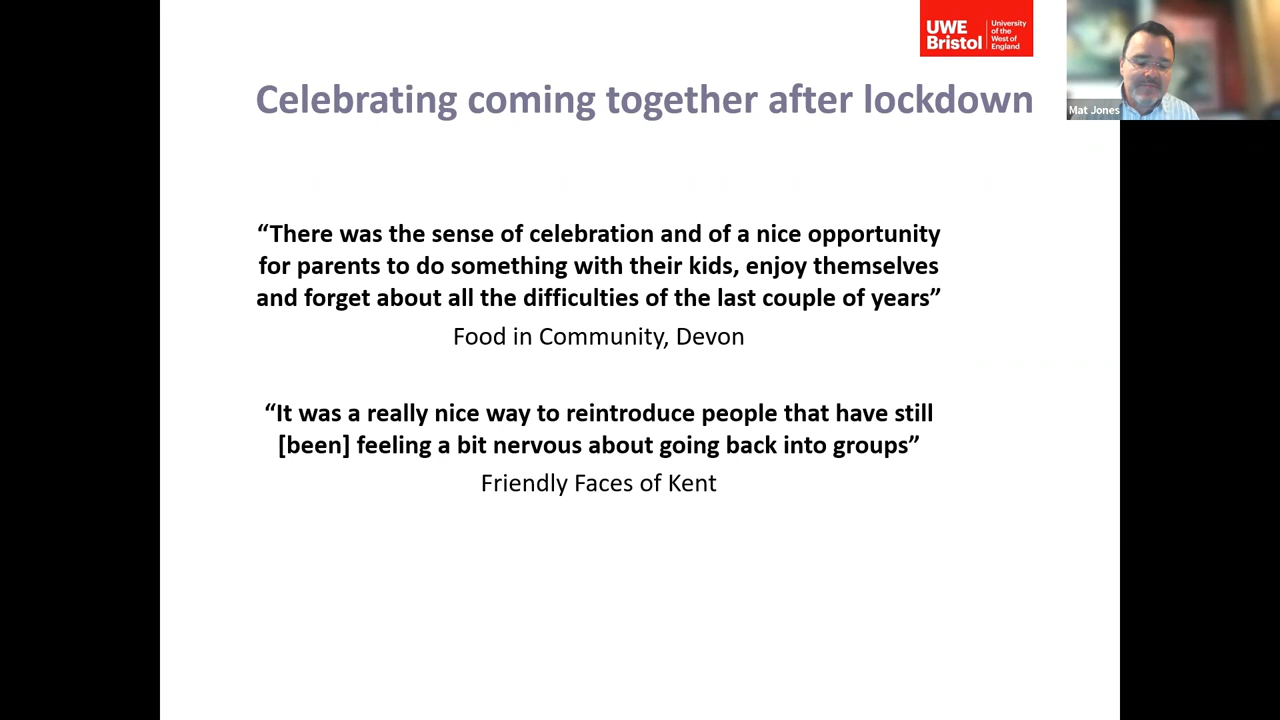 UWE
Bristol
University
of the
West of
England
Mat Jones
Celebrating coming together after lockdown
“There was the sense of celebration and of a nice opportunity
for parents to do something with their kids, enjoy themselves
and forget about all the difficulties of the last couple of years”
Food in Community, Devon
“It was a really nice way to reintroduce people that have still
[been] feeling a bit nervous about going back into groups”
Friendly Faces of Kent